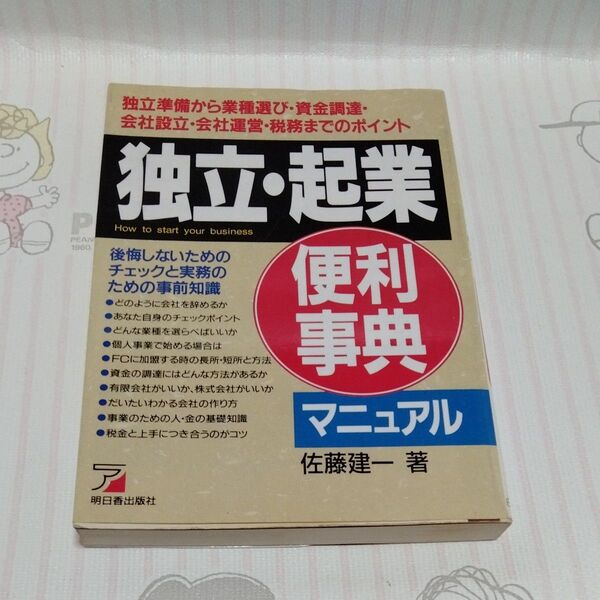 独立準備から業種選び・資金調達・
会社設立・会社運営・税務までのポイント
独立・起業
How to start your business
便利
事典
マニュアル
後悔しないための
チェックと実務の
ための事前知識
●どのように会社を辞めるか
●あなた自身のチェックポイント
●どんな業種を選らべばいいか
●個人事業で始める場合は
●FCに加盟する時の長所・短所と方法
●資金の調達にはどんな方法があるか
●有限会社がいいか、株式会社がいいか
●だいたいわかる会社の作り方
●事業のための人・金の基礎知識
●税金と上手につき合うのがコツ
佐藤建一 著
明日香出版社